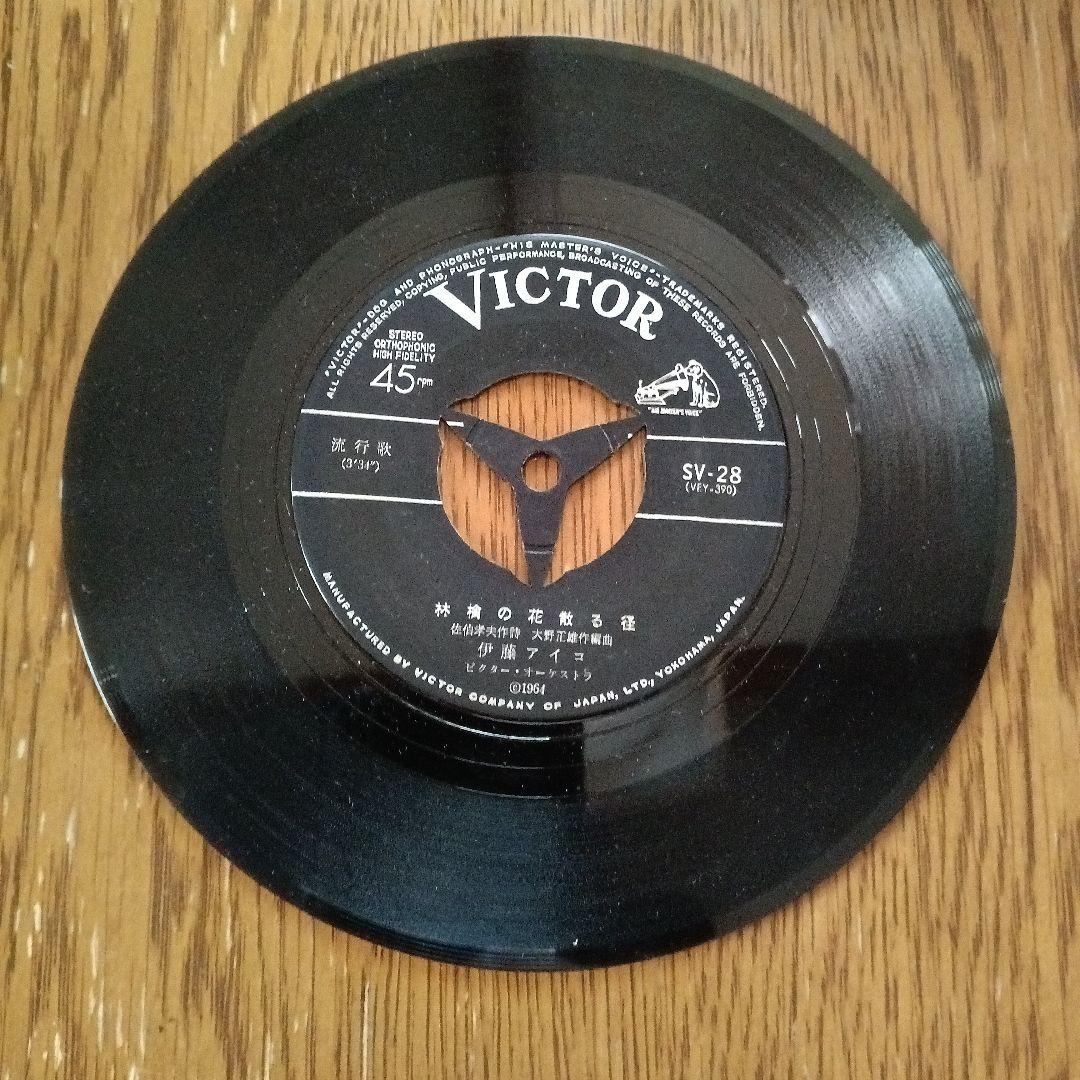 "VICTOR"-"DOG AND PHONOGRAPH"-"HIS MASTER'S VOICE"-TRADEMARKS REGISTERED.
ALL RIGHTS RESERVED, COPYING, PUBLIC PERFORMANCE, BROADCASTING OF THESE RECORDS ARE FORBIDDEN.
VICTOR
STEREO
ORTHOPHONIC
HIGH FIDELITY
45 rpm
"HIS MASTER'S VOICE"
流行歌
(3'34")
SV-28
(VEY-390)
林檎の花散る径
佐伯孝夫作詩 大野正雄作編曲
伊藤アイコ
ビクター・オーケストラ
©1964
MANUFACTURED BY VICTOR COMPANY OF JAPAN, LTD., YOKOHAMA, JAPAN.